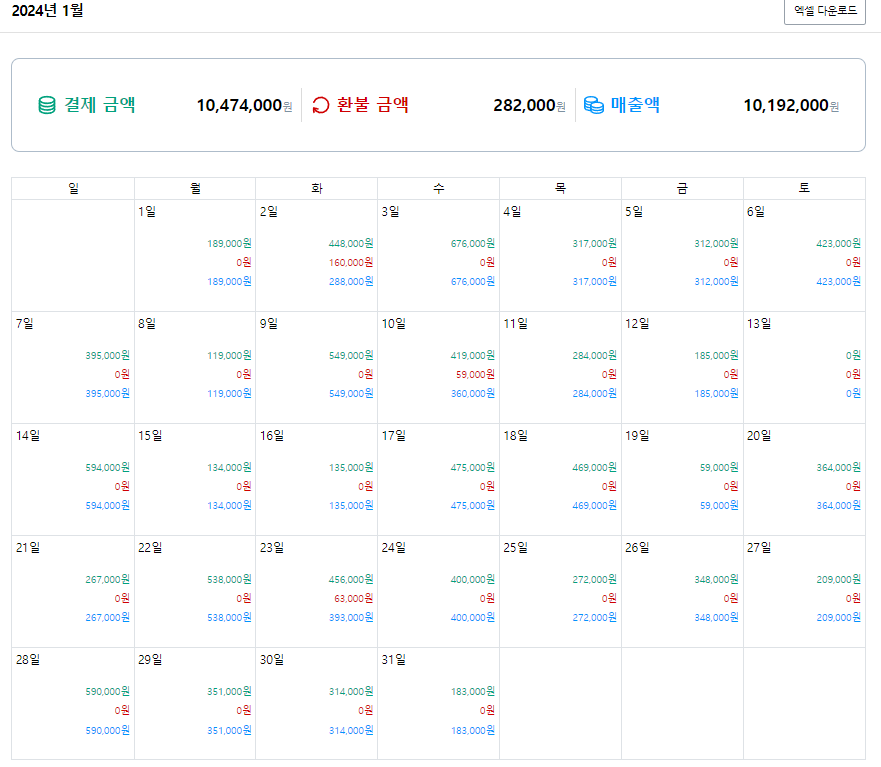 2024년 1월 엑셀 다운로드
결제 금액 10,474,000원 환불 금액 282,000원 매출액 10,192,000원
일 월 화 수 목 금 토
1일 2일 3일 4일 5일 6일
189,000원 448,000원 676,000원 317,000원 312,000원 423,000원
0원 160,000원 0원 0원 0원 0원
189,000원 288,000원 676,000원 317,000원 312,000원 423,000원
7일 8일 9일 10일 11일 12일 13일
395,000원 119,000원 549,000원 419,000원 284,000원 185,000원 0원
0원 0원 0원 59,000원 0원 0원 0원
395,000원 119,000원 549,000원 360,000원 284,000원 185,000원 0원
14일 15일 16일 17일 18일 19일 20일
594,000원 134,000원 135,000원 475,000원 469,000원 59,000원 364,000원
0원 0원 0원 0원 0원 0원 0원
594,000원 134,000원 135,000원 475,000원 469,000원 59,000원 364,000원
21일 22일 23일 24일 25일 26일 27일
267,000원 538,000원 456,000원 400,000원 272,000원 348,000원 209,000원
0원 0원 63,000원 0원 0원 0원 0원
267,000원 538,000원 393,000원 400,000원 272,000원 348,000원 209,000원
28일 29일 30일 31일
590,000원 351,000원 314,000원 183,000원
0원 0원 0원 0원
590,000원 351,000원 314,000원 183,000원